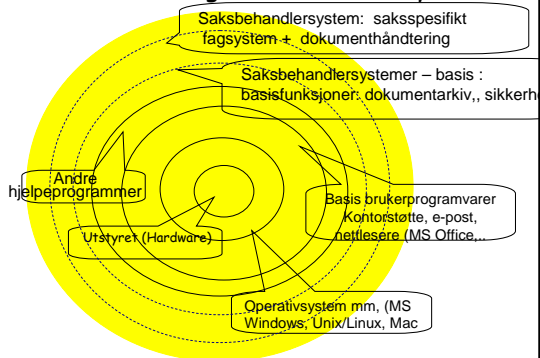 Saksbehandlersystem: saksspesifikt
fagsystem + dokumenthåndtering
Saksbehandlersystemer – basis :
basisfunksjoner: dokumentarkiv,, sikkerhe
Andre
hjelpeprogrammer
Basis brukerprogramvarer
Kontorstøtte, e-post,
nettlesere (MS Office,..
Utstyret (Hardware)
Operativsystem mm, (MS
Windows, Unix/Linux, Mac